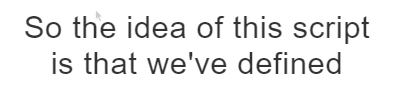 So the idea of this script
is that we've defined